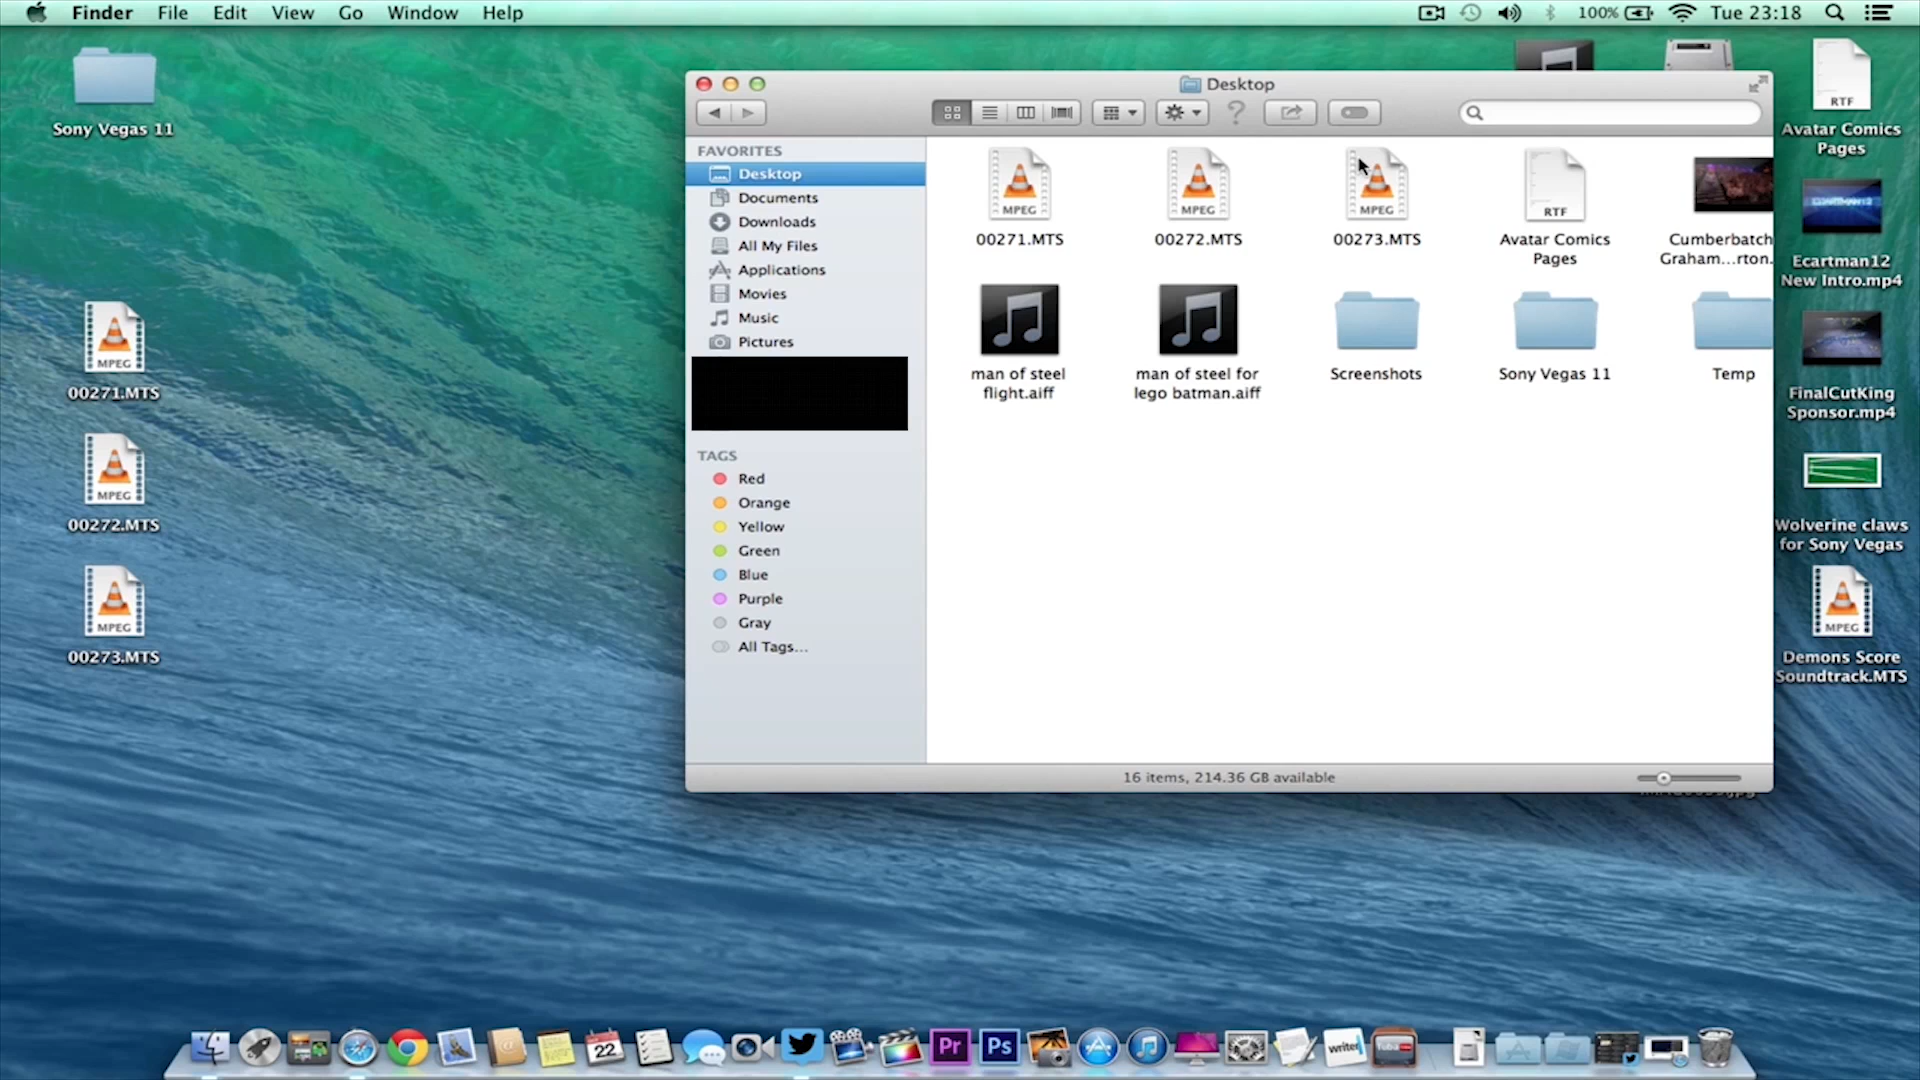 Finder File Edit View Go Window Help
100% Tue 23:18
Sony Vegas 11
MPEG
00271.MTS
MPEG
00272.MTS
MPEG
00273.MTS
Desktop
FAVORITES
Desktop
Documents
Downloads
All My Files
Applications
Movies
Music
Pictures
TAGS
Red
Orange
Yellow
Green
Blue
Purple
Gray
All Tags...
MPEG
00271.MTS
MPEG
00272.MTS
MPEG
00273.MTS
RTF
Avatar Comics
Pages
Cumberbatch
Graham...rton.
man of steel
flight.aiff
man of steel for
lego batman.aiff
Screenshots
Sony Vegas 11
Temp
16 items, 214.36 GB available
RTF
Avatar Comics
Pages
Ecartman12
New Intro.mp4
FinalCutKing
Sponsor.mp4
Wolverine claws
for Sony Vegas
MPEG
Demons Score
Soundtrack.MTS
22
Pr
Ps
writer